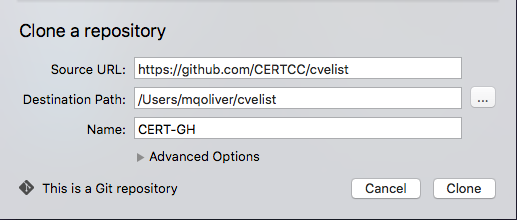 Clone a repository
Source URL: https://github.com/CERTCC/cvelist
Destination Path: /Users/mqoliver/cvelist ...
Name: CERT-GH
Advanced Options
This is a Git repository Cancel Clone